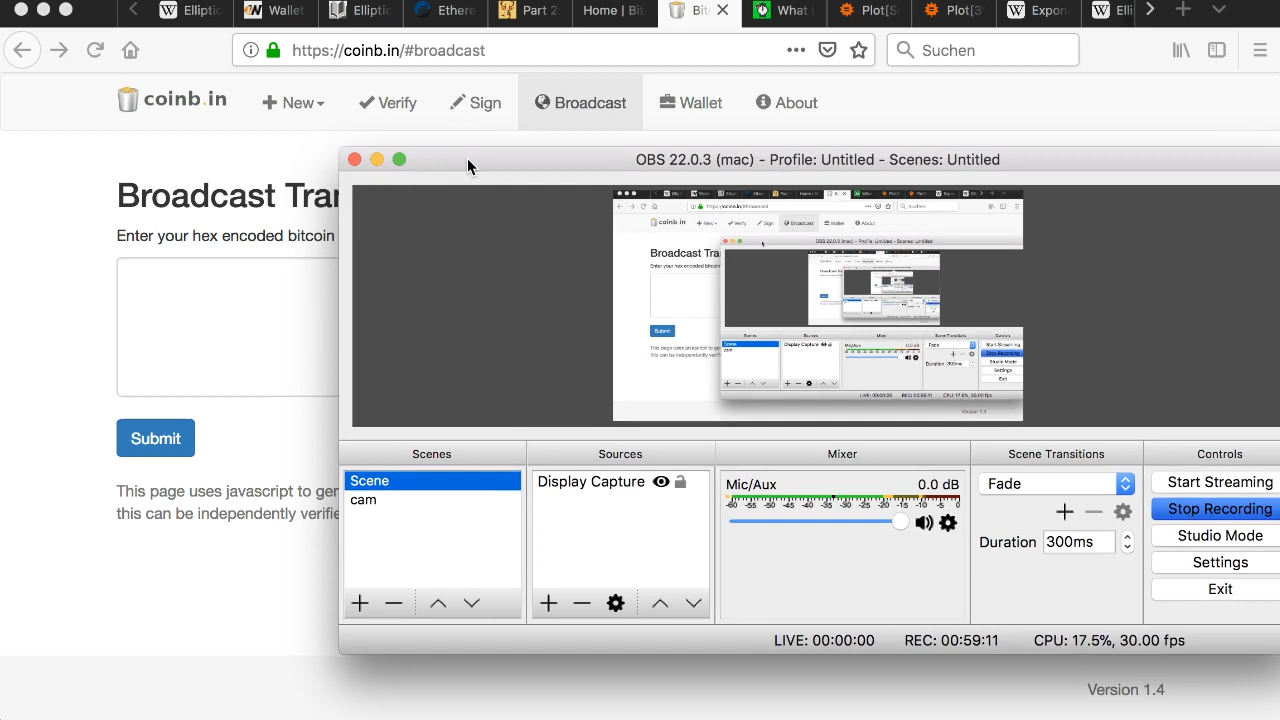 Elliptic
Wallet
Elliptic
Ethere
Part 2
Home | Bit
Bit
What i
Plot[S
Plot[3
Expon
Elli
https://coinb.in/#broadcast
Suchen
coinb.in
New
Verify
Sign
Broadcast
Wallet
About
OBS 22.0.3 (mac) - Profile: Untitled - Scenes: Untitled
Broadcast Tra
Enter your hex encoded bitcoin
Submit
This page uses javascript to ger
this can be independently verifie
Scenes
Sources
Mixer
Scene Transitions
Controls
Scene
cam
Display Capture
Mic/Aux
0.0 dB
-60 -55 -50 -45 -40 -35 -30 -25 -20 -15 -10 -5 0
Fade
Duration
300ms
Start Streaming
Stop Recording
Studio Mode
Settings
Exit
LIVE: 00:00:00
REC: 00:59:11
CPU: 17.5%, 30.00 fps
Version 1.4